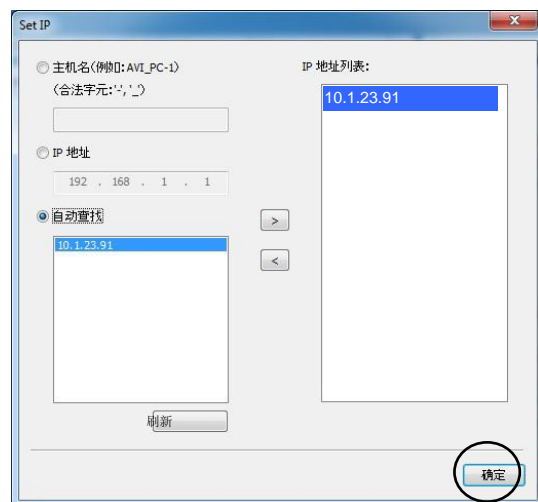 Set IP
主机名(例如:AVI_PC-1)
(合法字元:'-','_')
IP 地址
192 . 168 . 1 . 1
自动查找
10.1.23.91
刷新
>
<
IP 地址列表:
10.1.23.91
确定